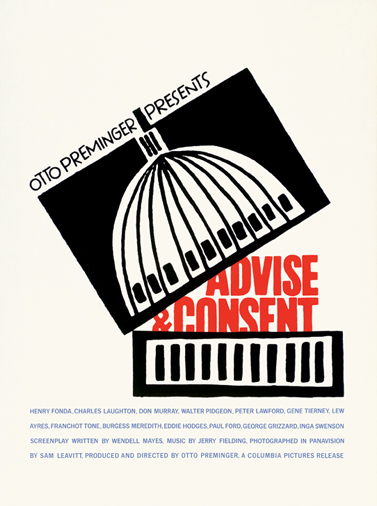 OTTO PREMINGER PRESENTS
ADVISE
& CONSENT
HENRY FONDA, CHARLES LAUGHTON, DON MURRAY, WALTER PIDGEON, PETER LAWFORD, GENE TIERNEY, LEW
AYRES, FRANCHOT TONE, BURGESS MEREDITH, EDDIE HODGES, PAUL FORD, GEORGE GRIZZARD, INGA SWENSON
SCREENPLAY WRITTEN BY WENDELL MAYES, MUSIC BY JERRY FIELDING, PHOTOGRAPHED IN PANAVISION
BY SAM LEAVITT, PRODUCED AND DIRECTED BY OTTO PREMINGER, A COLUMBIA PICTURES RELEASE